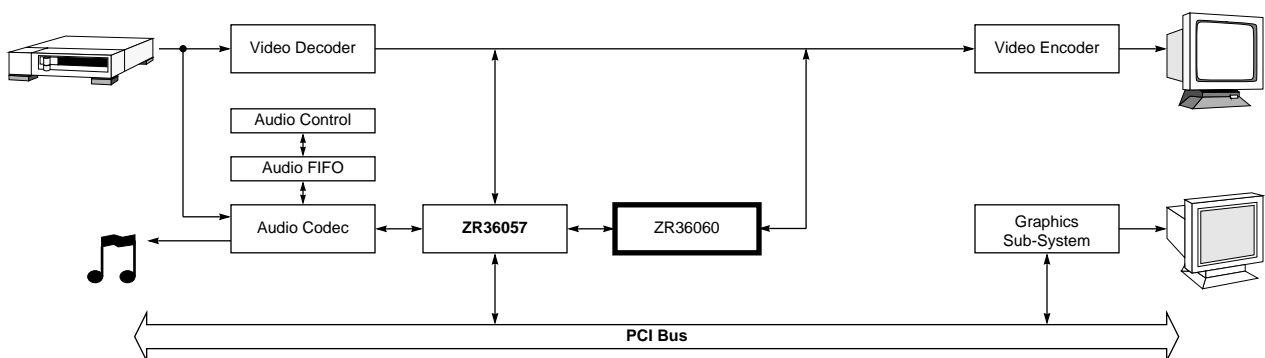 Video Decoder
Video Encoder
Audio Control
Audio FIFO
Audio Codec
ZR36057
ZR36060
Graphics
Sub-System
PCI Bus